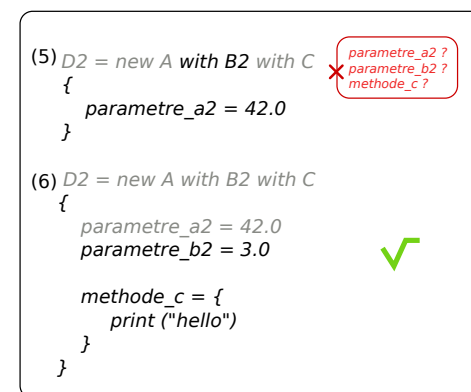 (5) D2 = new A with B2 with C
{
parametre_a2 = 42.0
}
parametre_a2 ?
parametre_b2 ?
methode_c ?
(6) D2 = new A with B2 with C
{
parametre_a2 = 42.0
parametre_b2 = 3.0
methode_c = {
print ("hello")
}
}